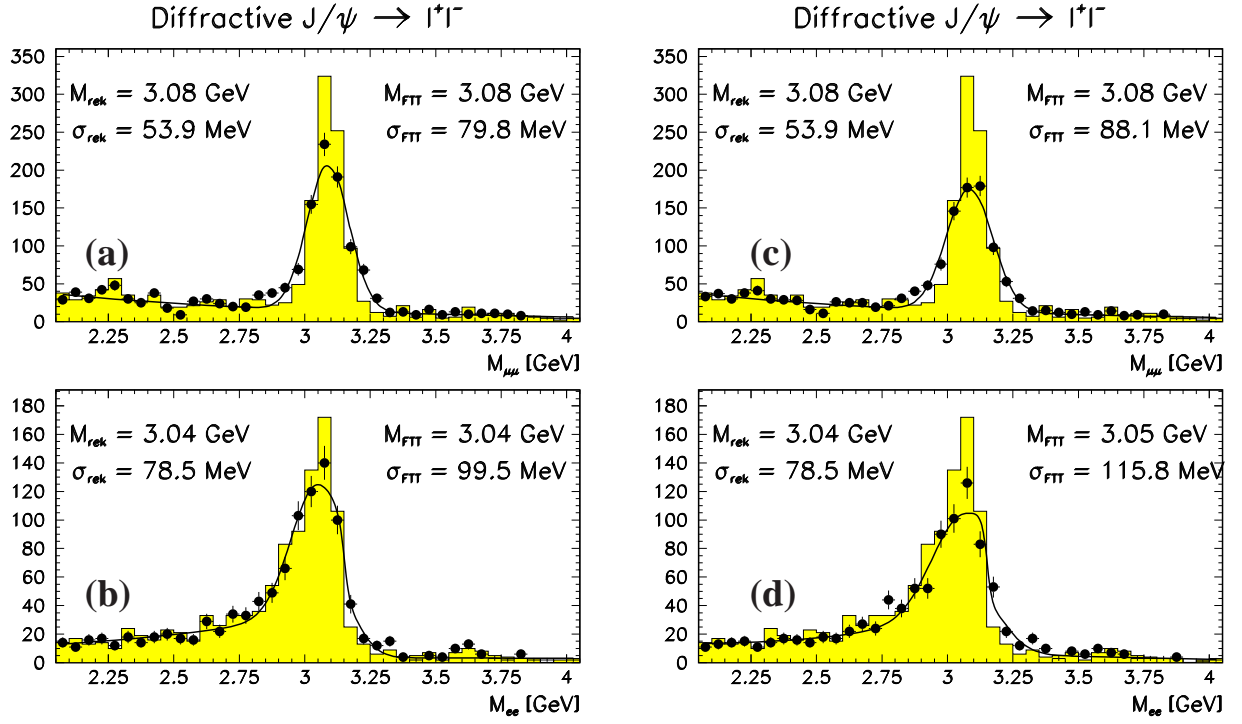 Diffractive J/ψ → l⁺l⁻
M_rek = 3.08 GeV
M_FTT = 3.08 GeV
σ_rek = 53.9 MeV
σ_FTT = 79.8 MeV
(a)
350
300
250
200
150
100
50
0
2.25 2.5 2.75 3 3.25 3.5 3.75 4
M_μμ [GeV]
M_rek = 3.04 GeV
M_FTT = 3.04 GeV
σ_rek = 78.5 MeV
σ_FTT = 99.5 MeV
(b)
180
160
140
120
100
80
60
40
20
0
2.25 2.5 2.75 3 3.25 3.5 3.75 4
M_ee [GeV]
Diffractive J/ψ → l⁺l⁻
M_rek = 3.08 GeV
M_FTT = 3.08 GeV
σ_rek = 53.9 MeV
σ_FTT = 88.1 MeV
(c)
350
300
250
200
150
100
50
0
2.25 2.5 2.75 3 3.25 3.5 3.75 4
M_μμ [GeV]
M_rek = 3.04 GeV
M_FTT = 3.05 GeV
σ_rek = 78.5 MeV
σ_FTT = 115.8 MeV
(d)
180
160
140
120
100
80
60
40
20
0
2.25 2.5 2.75 3 3.25 3.5 3.75 4
M_ee [GeV]